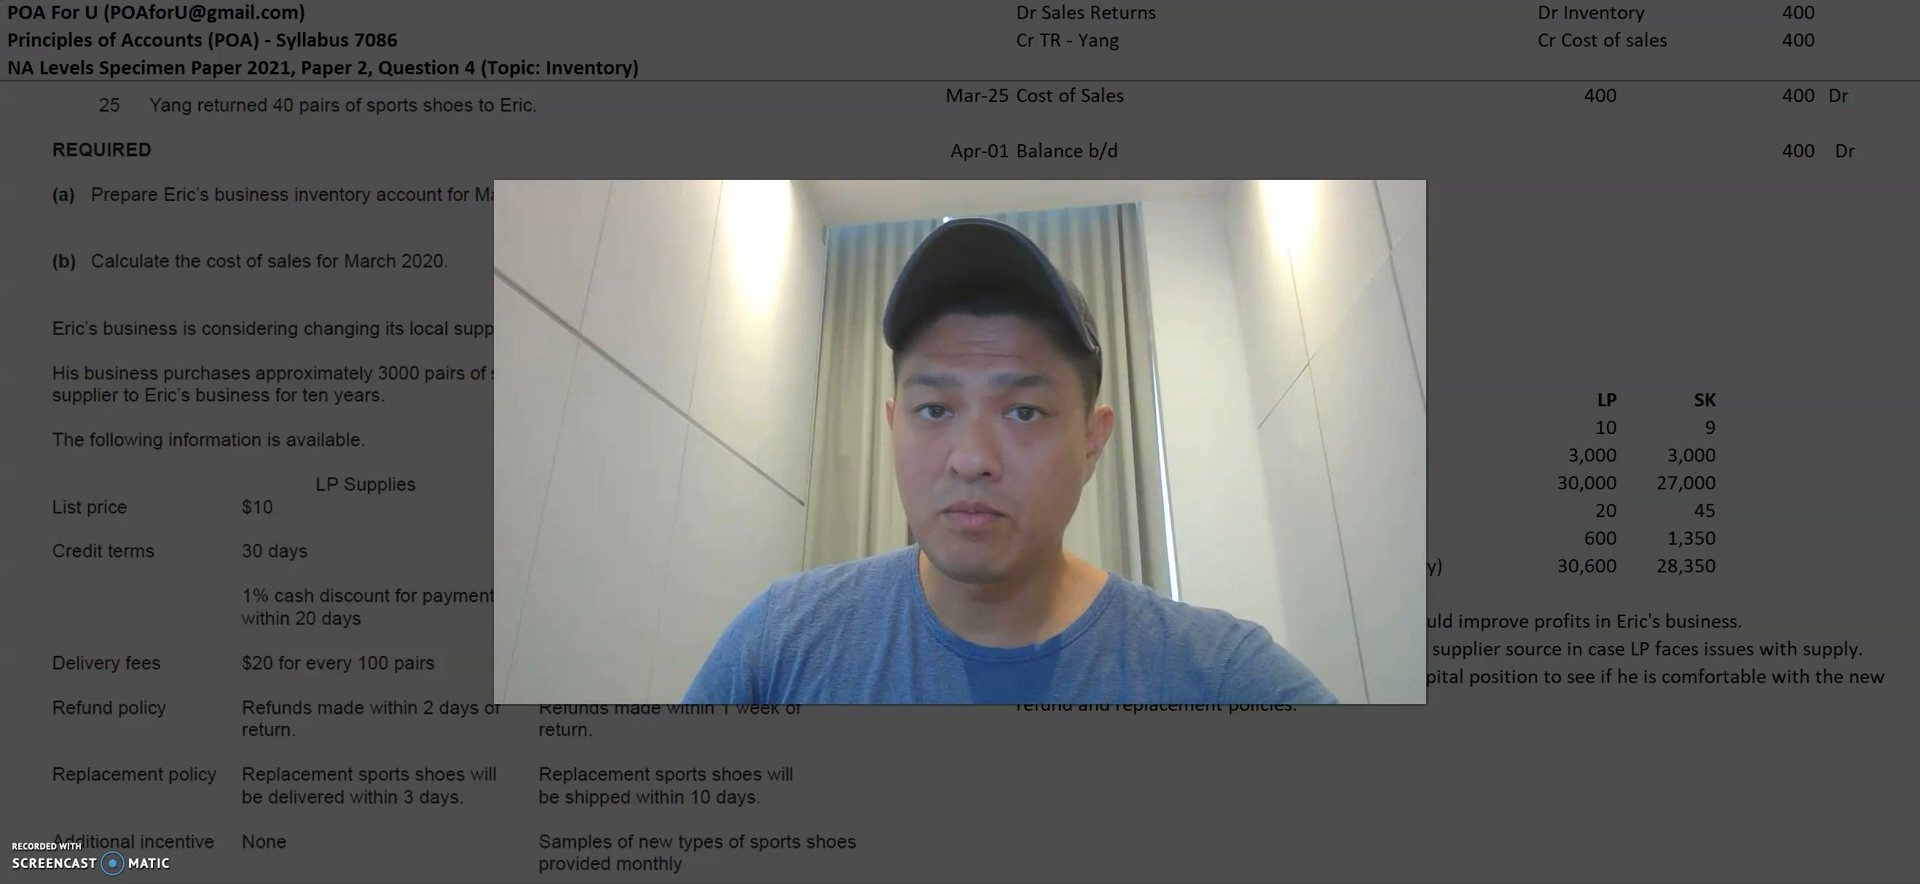 POA For U (POAforU@gmail.com)
Principles of Accounts (POA) - Syllabus 7086
NA Levels Specimen Paper 2021, Paper 2, Question 4 (Topic: Inventory)
Dr Sales Returns Dr Inventory 400
Cr TR - Yang Cr Cost of sales 400
25 Yang returned 40 pairs of sports shoes to Eric.
Mar-25 Cost of Sales 400 400 Dr
REQUIRED
Apr-01 Balance b/d 400 Dr
(a) Prepare Eric's business inventory account for
(b) Calculate the cost of sales for March 2020.
Eric's business is considering changing its local
His business purchases approximately 3000 pairs of
supplier to Eric's business for ten years.
The following information is available.
LP Supplies
List price $10
Credit terms 30 days
1% cash discount for payment
within 20 days
Delivery fees $20 for every 100 pairs
Refund policy Refunds made within 2 days of Refunds made within 1 week of
return. return.
Replacement policy Replacement sports shoes will Replacement sports shoes will
be delivered within 3 days. be shipped within 10 days.
Additional incentive None Samples of new types of sports shoes
provided monthly
LP SK
10 9
3,000 3,000
30,000 27,000
20 45
600 1,350
30,600 28,350
improve profits in Eric's business.
supplier source in case LP faces issues with supply.
position to see if he is comfortable with the new
refund and replacement policies.
RECORDED WITH
SCREENCAST MATIC